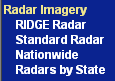 Radar Imagery
RIDGE Radar
Standard Radar
Nationwide
Radars by State